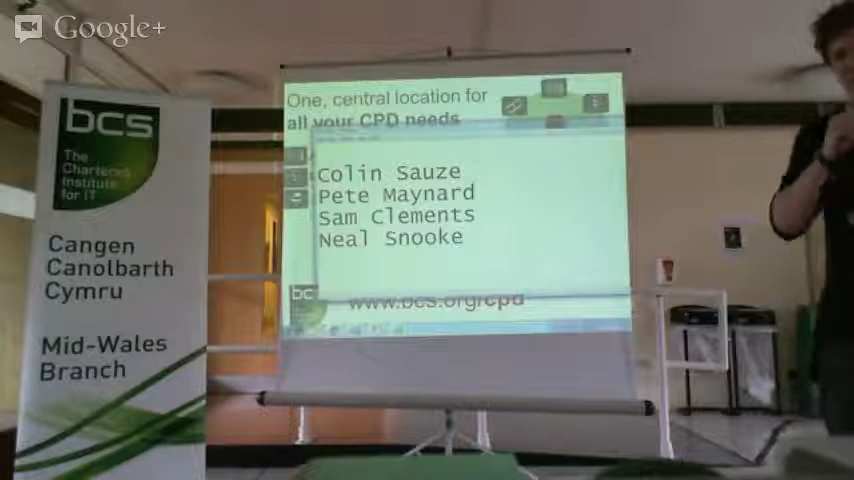 Google+
bcs
The
Chartered
Institute
for IT
Cangen
Canolbarth
Cymru
Mid-Wales
Branch
One, central location for
all your CPD needs
Colin Sauze
Pete Maynard
Sam Clements
Neal Snooke
bc
www.bcs.org/cpd